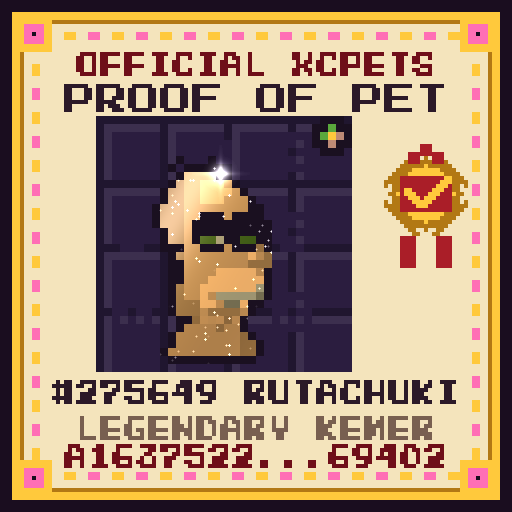 OFFICIAL XCPETS
PROOF OF PET
#275649 RUTACHUKI
LEGENDARY KEMER
A1637522...69402